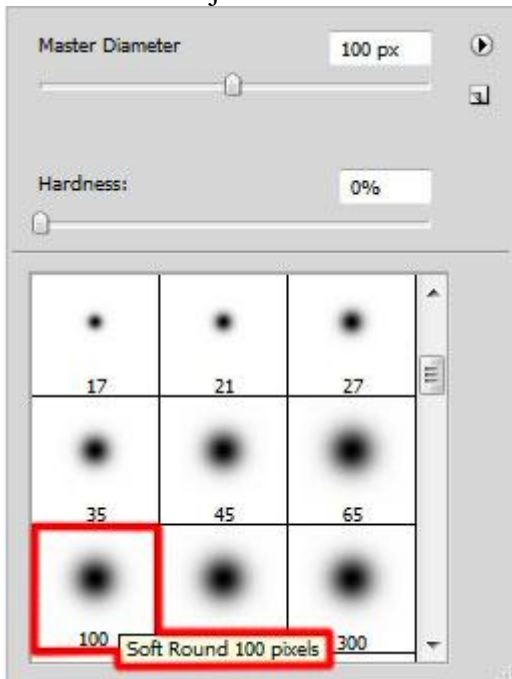 Master Diameter 100 px
Hardness: 0%
17 21 27
35 45 65
100 300
Soft Round 100 pixels